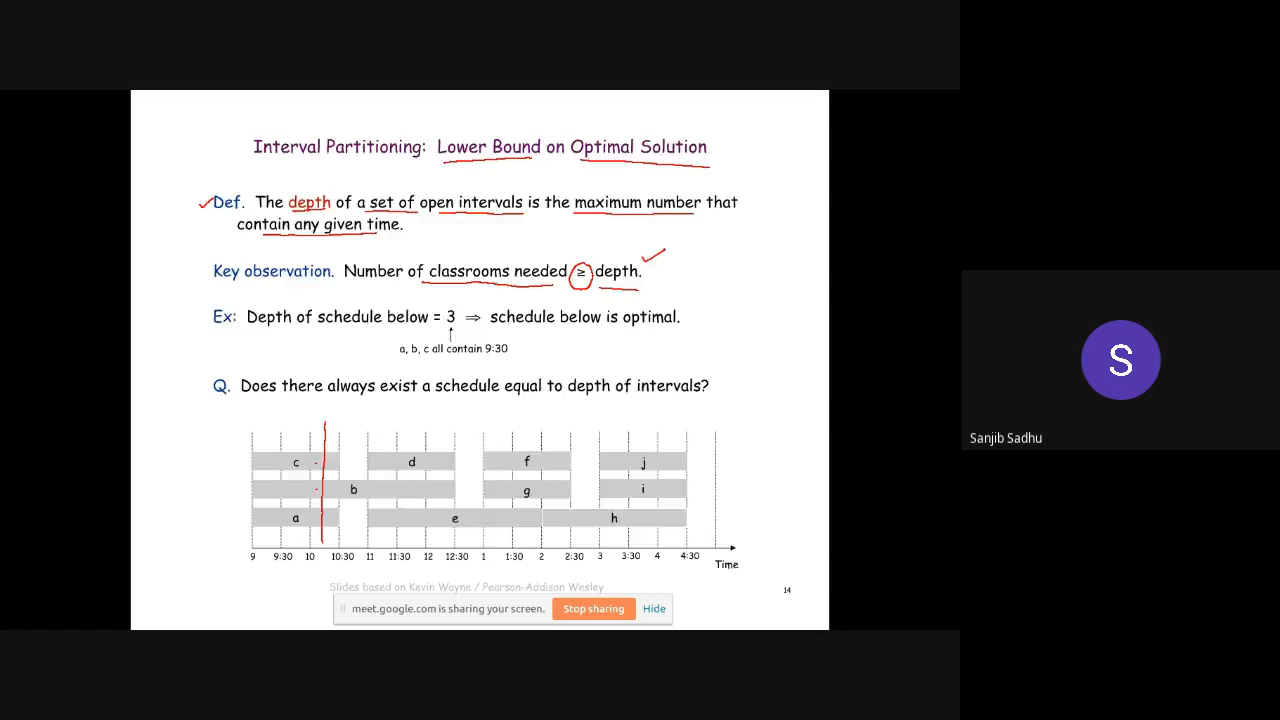 Interval Partitioning: Lower Bound on Optimal Solution
Def. The depth of a set of open intervals is the maximum number that
contain any given time.
Key observation. Number of classrooms needed ≥ depth.
Ex: Depth of schedule below = 3 ⇒ schedule below is optimal.
a, b, c all contain 9:30
Q. Does there always exist a schedule equal to depth of intervals?
c d f j
b g i
a e h
9 9:30 10 10:30 11 11:30 12 12:30 1 1:30 2 2:30 3 3:30 4 4:30
Time
Slides based on Kevin Wayne / Pearson-Addison Wesley
14
meet.google.com is sharing your screen. Stop sharing Hide
S
Sanjib Sadhu